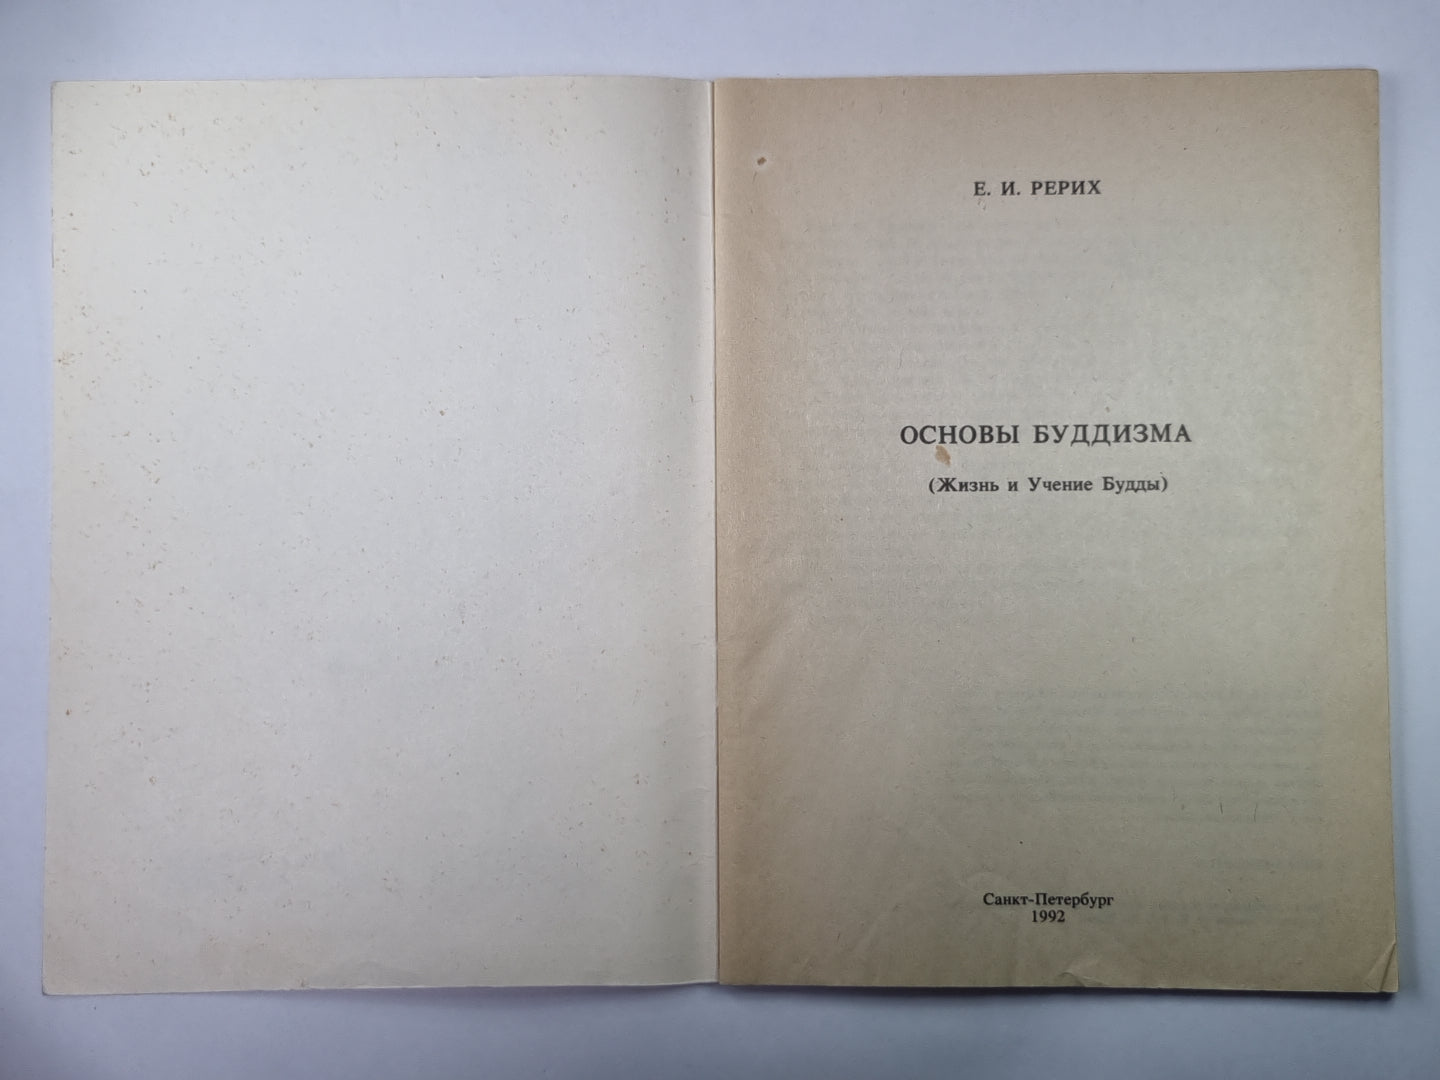 Е. И. РЕРИХ
ОСНОВЫ БУДДИЗМА
(Жизнь и Учение Будды)
Санкт-Петербург
1992